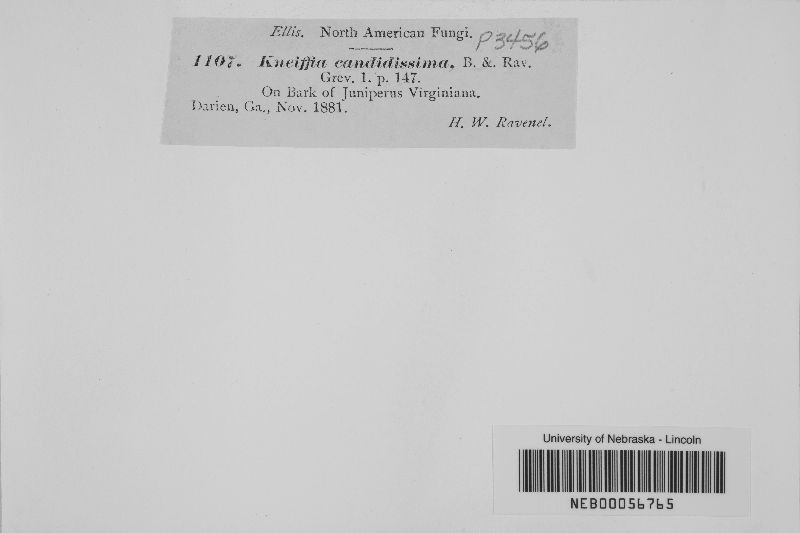 Ellis. North American Fungi.
P3456
1107. Kneiffia candidissima. B. & Rav.
Grev. 1. p. 147.
On Bark of Juniperus Virginiana.
Darien, Ga., Nov. 1881.
H. W. Ravenel.
University of Nebraska - Lincoln
NEB00056765